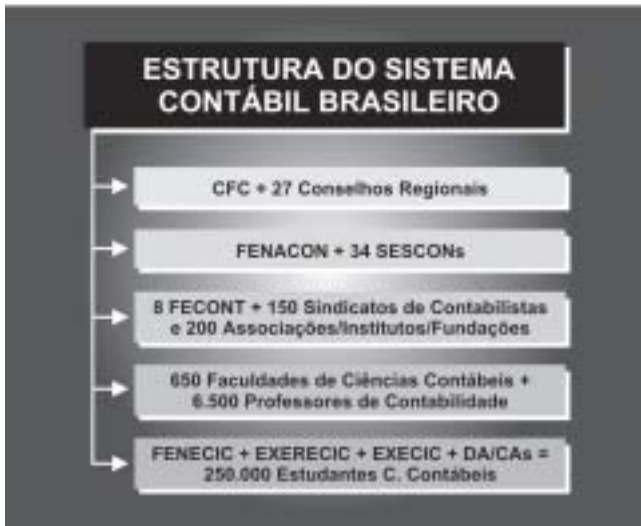 ESTRUTURA DO SISTEMA
CONTÁBIL BRASILEIRO
CFC + 27 Conselhos Regionais
FENACON + 34 SESCONs
8 FECONT + 150 Sindicatos de Contabilistas
e 200 Associações/Institutos/Fundações
650 Faculdades de Ciências Contábeis +
6.500 Professores de Contabilidade
FENECIC + EXERECIC + EXECIC + DA/CAs =
250.000 Estudantes C. Contábeis